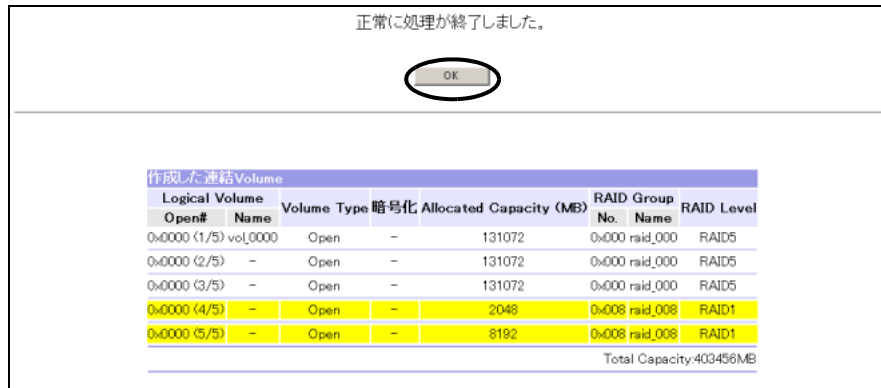 正常に処理が終了しました。
OK
作成した連結Volume
Logical Volume Volume Type 暗号化 Allocated Capacity (MB) RAID Group RAID Level
Open# Name No. Name
0x0000 (1/5) vol_0000 Open - 131072 0x000 raid_000 RAID5
0x0000 (2/5) - Open - 131072 0x000 raid_000 RAID5
0x0000 (3/5) - Open - 131072 0x000 raid_000 RAID5
0x0000 (4/5) - Open - 2048 0x008 raid_008 RAID1
0x0000 (5/5) - Open - 8192 0x008 raid_008 RAID1
Total Capacity:403456MB